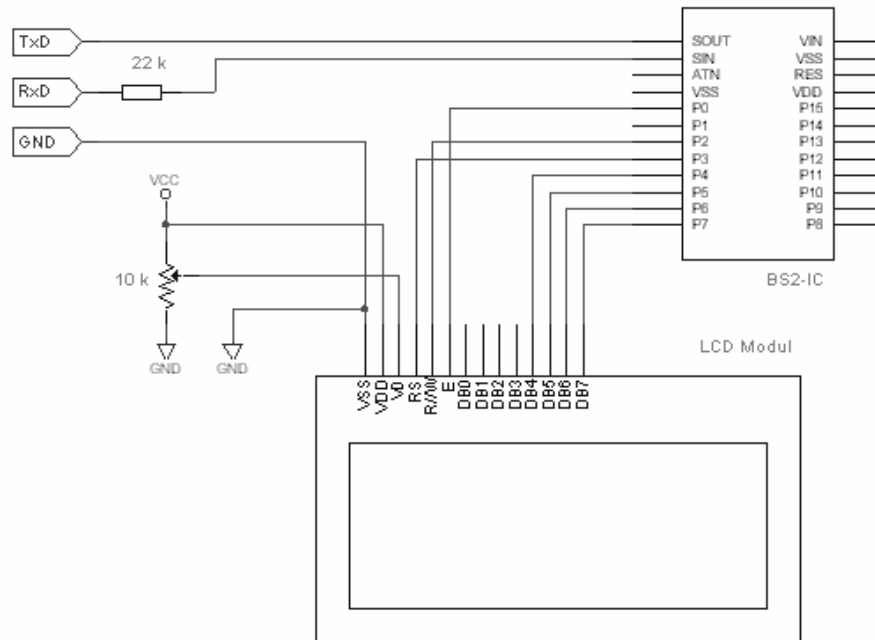 TxD
22 k
RxD
GND
VCC
10 k
GND
GND
SOUT VIN
SIN VSS
ATN RES
VSS VDD
P0 P15
P1 P14
P2 P13
P3 P12
P4 P11
P5 P10
P6 P9
P7 P8
BS2-IC
LCD Modul
VSS
VDD
VD
RS
R//W
E
DB0
DB1
DB2
DB3
DB4
DB5
DB6
DB7